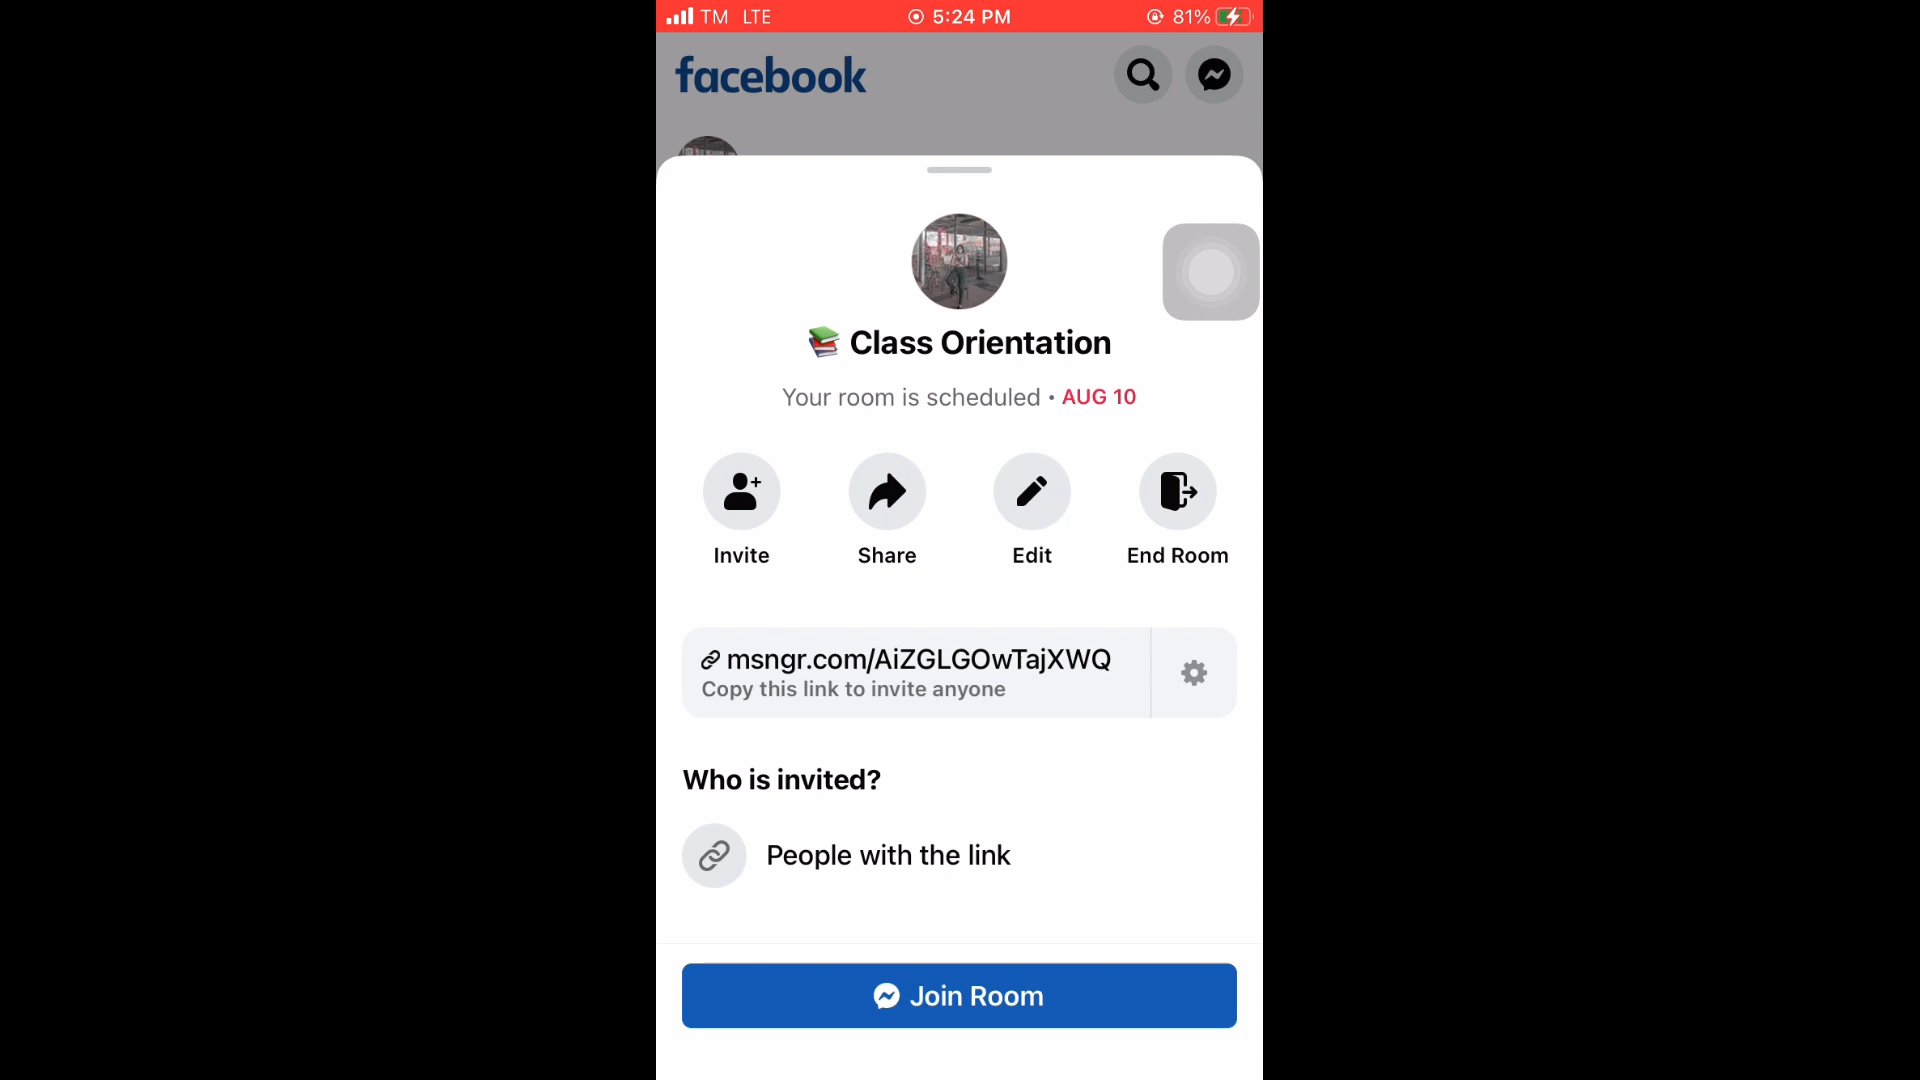 TM LTE 5:24 PM 81%
facebook
Class Orientation
Your room is scheduled • AUG 10
Invite Share Edit End Room
msngr.com/AiZGLGOwTajXWQ
Copy this link to invite anyone
Who is invited?
People with the link
Join Room